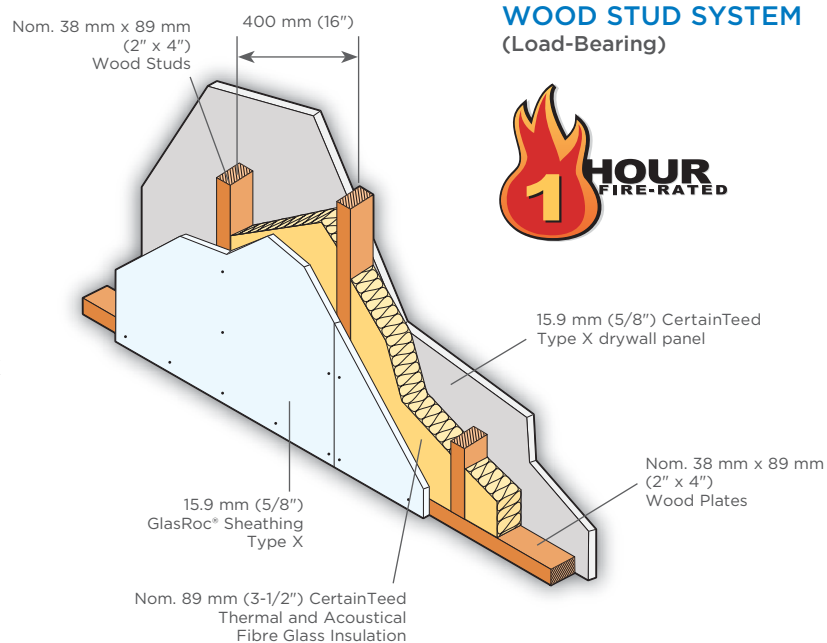 WOOD STUD SYSTEM
(Load-Bearing)
Nom. 38 mm x 89 mm
(2" x 4")
Wood Studs
400 mm (16")
1 HOUR
FIRE-RATED
15.9 mm (5/8") CertainTeed
Type X drywall panel
Nom. 38 mm x 89 mm
(2" x 4")
Wood Plates
15.9 mm (5/8")
GlasRoc® Sheathing
Type X
Nom. 89 mm (3-1/2") CertainTeed
Thermal and Acoustical
Fibre Glass Insulation